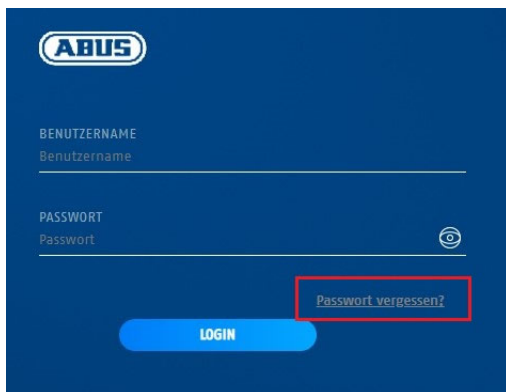 ABUS
BENUTZERNAME
Benutzername
PASSWORT
Passwort
Passwort vergessen?
LOGIN